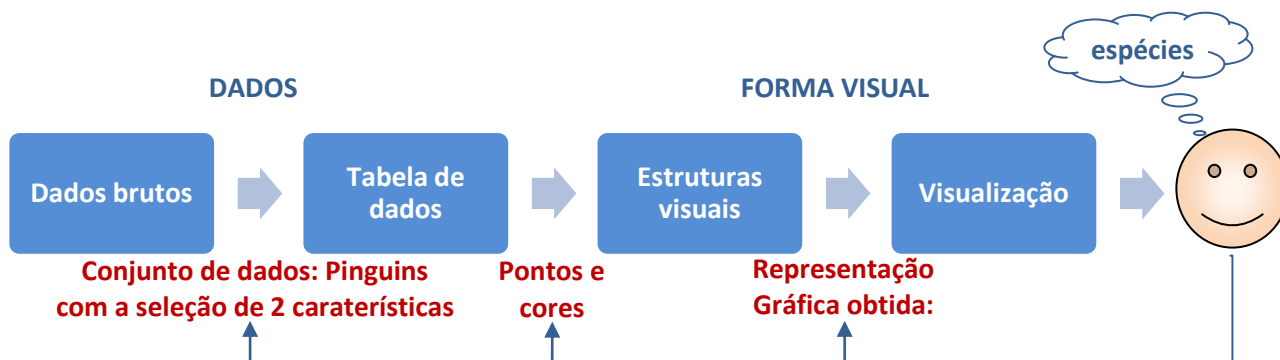 espécies
DADOS
FORMA VISUAL
Dados brutos
Tabela de
dados
Estruturas
visuais
Visualização
Conjunto de dados: Pinguins
com a seleção de 2 caraterísticas
Pontos e
cores
Representação
Gráfica obtida: